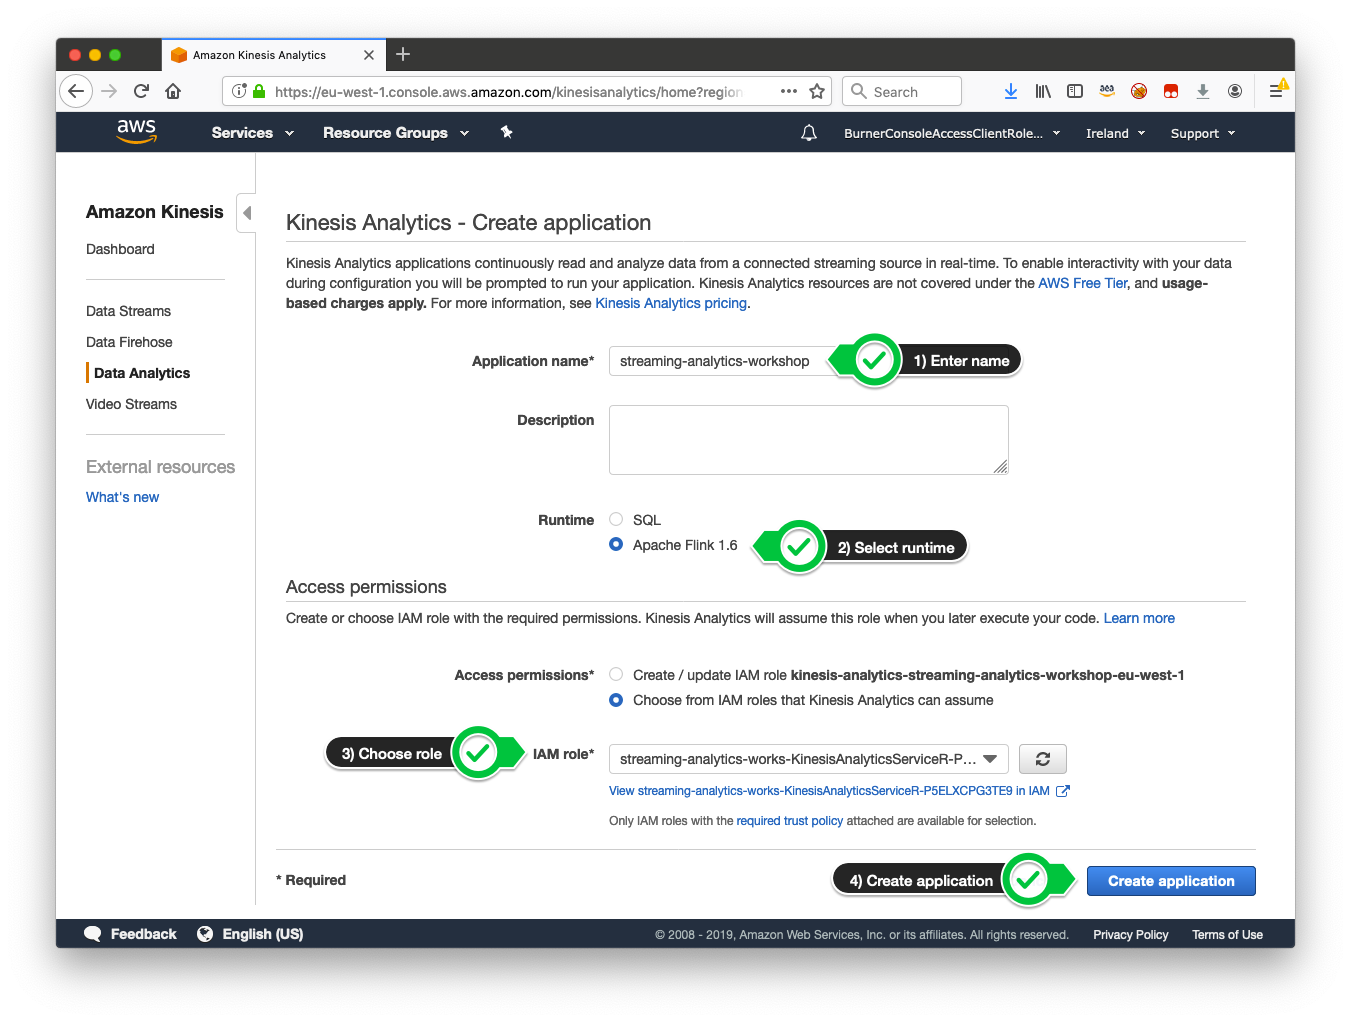 Amazon Kinesis Analytics
https://eu-west-1.console.aws.amazon.com/kinesisanalytics/home?region
Search
aws
Services
Resource Groups
BurnerConsoleAccessClientRole...
Ireland
Support
Amazon Kinesis
Dashboard
Data Streams
Data Firehose
Data Analytics
Video Streams
External resources
What's new
Kinesis Analytics - Create application
Kinesis Analytics applications continuously read and analyze data from a connected streaming source in real-time. To enable interactivity with your data
during configuration you will be prompted to run your application. Kinesis Analytics resources are not covered under the AWS Free Tier, and usage-
based charges apply. For more information, see Kinesis Analytics pricing.
Application name* streaming-analytics-workshop 1) Enter name
Description
Runtime SQL
Apache Flink 1.6 2) Select runtime
Access permissions
Create or choose IAM role with the required permissions. Kinesis Analytics will assume this role when you later execute your code. Learn more
Access permissions* Create / update IAM role kinesis-analytics-streaming-analytics-workshop-eu-west-1
Choose from IAM roles that Kinesis Analytics can assume
3) Choose role IAM role* streaming-analytics-works-KinesisAnalyticsServiceR-P...
View streaming-analytics-works-KinesisAnalyticsServiceR-P5ELXCPG3TE9 in IAM
Only IAM roles with the required trust policy attached are available for selection.
* Required 4) Create application Create application
Feedback English (US) © 2008 - 2019, Amazon Web Services, Inc. or its affiliates. All rights reserved. Privacy Policy Terms of Use